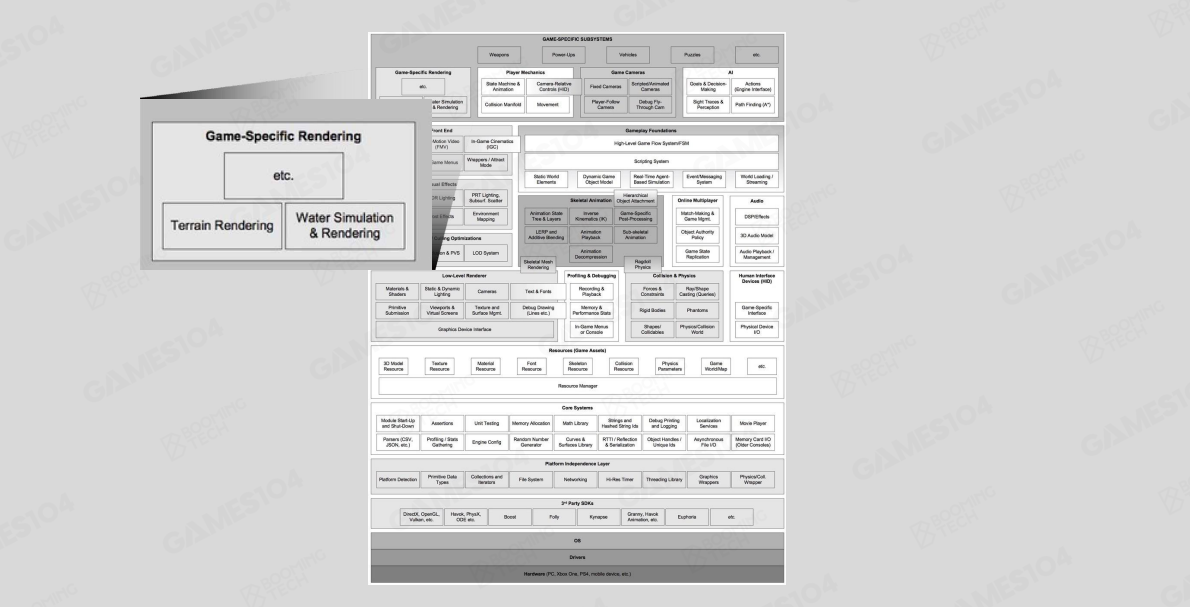 GAME-SPECIFIC SUBSYSTEMS
Weapons
Power-Ups
Vehicles
Puzzles
etc.
Game-Specific Rendering
etc.
Water Simulation
& Rendering
Player Mechanics
State Machine &
Animation
Camera-Relative
Controls (HID)
Collision Manifold
Movement
Game Cameras
Fixed Cameras
Scripted/Animated
Cameras
Player-Follow
Camera
Debug Fly-
Through Cam
AI
Goals & Decision-
Making
Actions
(Engine Interface)
Sight Traces &
Perception
Path Finding (A*)
Game-Specific Rendering
etc.
Terrain Rendering
Water Simulation
& Rendering
Front End
Motion Video
(FMV)
In-Game Cinematics
(IGC)
Game Menus
Wrappers / Attract
Mode
Effects
Lighting
PRT Lighting,
Subsurf. Scatter
Effects
Environment
Mapping
Optimizations
& PVS
LOD System
Gameplay Foundations
High-Level Game Flow System/FSM
Scripting System
Static World
Elements
Dynamic Game
Object Model
Real-Time Agent-
Based Simulation
Event/Messaging
System
World Loading /
Streaming
Hierarchical
Object Attachment
Skeletal Animation
Animation State
Tree & Layers
Inverse
Kinematics (IK)
Game-Specific
Post-Processing
LERP and
Additive Blending
Animation
Playback
Sub-skeletal
Animation
Animation
Decompression
Skeletal Mesh
Rendering
Ragdoll
Physics
Online Multiplayer
Match-Making &
Game Mgmt.
Object Authority
Policy
Game State
Replication
Audio
DSP/Effects
3D Audio Model
Audio Playback /
Management
Low-Level Renderer
Materials &
Shaders
Static & Dynamic
Lighting
Cameras
Text & Fonts
Primitive
Submission
Viewports &
Virtual Screens
Texture and
Surface Mgmt.
Debug Drawing
(Lines etc.)
Graphics Device Interface
Profiling & Debugging
Recording &
Playback
Memory &
Performance Stats
In-Game Menus
or Console
Collision & Physics
Forces &
Constraints
Ray/Shape
Casting (Queries)
Rigid Bodies
Phantoms
Shapes/
Collidables
Physics/Collision
World
Human Interface
Devices (HID)
Game-Specific
Interface
Physical Device
I/O
Resources (Game Assets)
3D Model
Resource
Texture
Resource
Material
Resource
Font
Resource
Skeleton
Resource
Collision
Resource
Physics
Parameters
Game
World/Map
etc.
Resource Manager
Core Systems
Module Start-Up
and Shut-Down
Assertions
Unit Testing
Memory Allocation
Math Library
Strings and
Hashed String Ids
Debug Printing
and Logging
Localization
Services
Movie Player
Parsers (CSV,
JSON, etc.)
Profiling / Stats
Gathering
Engine Config
Random Number
Generator
Curves &
Surfaces Library
RTTI / Reflection
& Serialization
Object Handles /
Unique Ids
Asynchronous
File I/O
Memory Card I/O
(Older Consoles)
Platform Independence Layer
Platform Detection
Primitive Data
Types
Collections and
Iterators
File System
Networking
Hi-Res Timer
Threading Library
Graphics
Wrappers
Physics/Coll.
Wrapper
3rd Party SDKs
DirectX, OpenGL,
Vulkan, etc.
Havok, PhysX,
ODE etc.
Boost
Folly
Kynapse
Granny, Havok
Animation, etc.
Euphoria
etc.
OS
Drivers
Hardware (PC, Xbox One, PS4, mobile device, etc.)
GAMES104
BOOMING
TECH